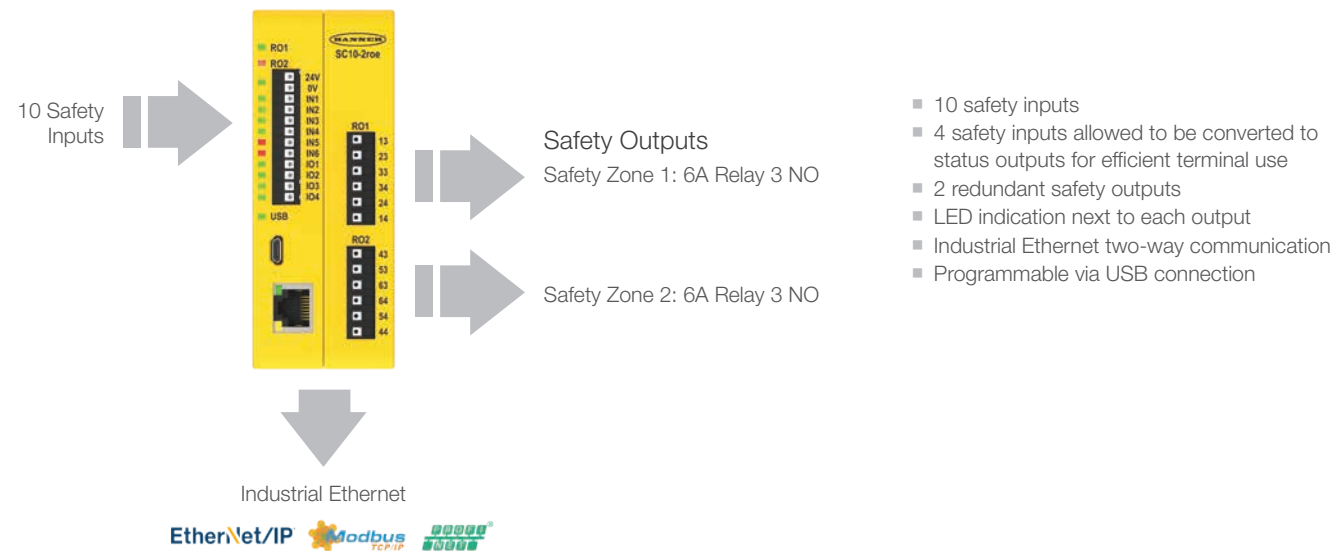 10 Safety
Inputs
BANNER
SC10-2roe
RO1
RO2
24V
0V
IN1
IN2
IN3
IN4
IN5
IN6
IO1
IO2
IO3
IO4
USB
RO1
13
23
33
34
24
14
RO2
43
53
63
64
54
44
Safety Outputs
Safety Zone 1: 6A Relay 3 NO
Safety Zone 2: 6A Relay 3 NO
10 safety inputs
4 safety inputs allowed to be converted to
status outputs for efficient terminal use
2 redundant safety outputs
LED indication next to each output
Industrial Ethernet two-way communication
Programmable via USB connection
Industrial Ethernet
EtherNet/IP
Modbus
TCP/IP
PROFI
NET